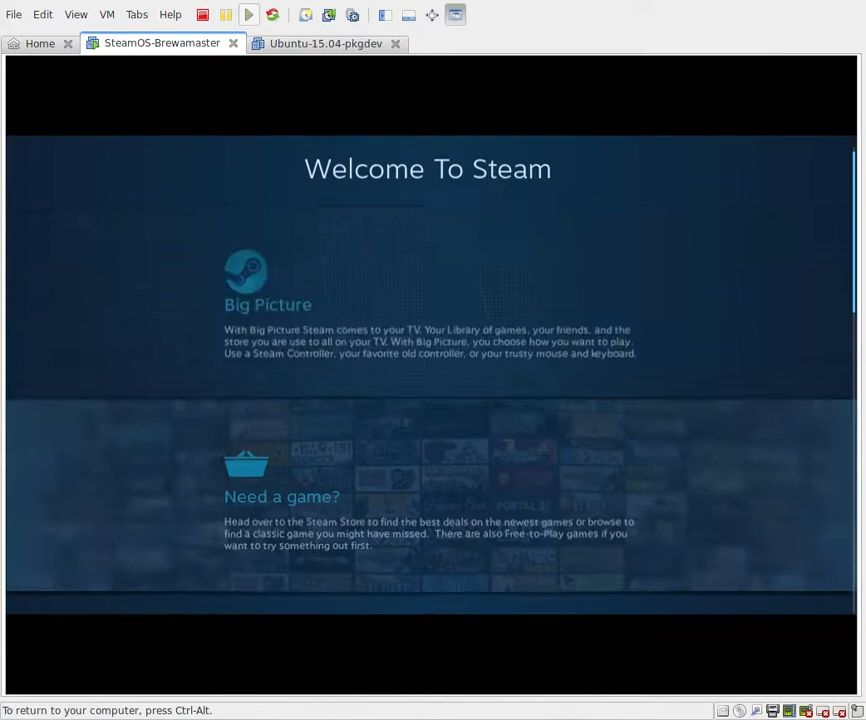 File Edit View VM Tabs Help
Home SteamOS-Brewamaster Ubuntu-15.04-pkgdev
Welcome To Steam
Big Picture
With Big Picture Steam comes to your TV. Your Library of games, your friends, and the
store you are use to all on your TV. With Big Picture, you choose how you want to play.
Use a Steam Controller, your favorite old controller, or your trusty mouse and keyboard.
PORTAL 2
Need a game?
Head over to the Steam Store to find the best deals on the newest games or browse to
find a classic game you might have missed. There are also Free-to-Play games if you
want to try something out first.
To return to your computer, press Ctrl-Alt.